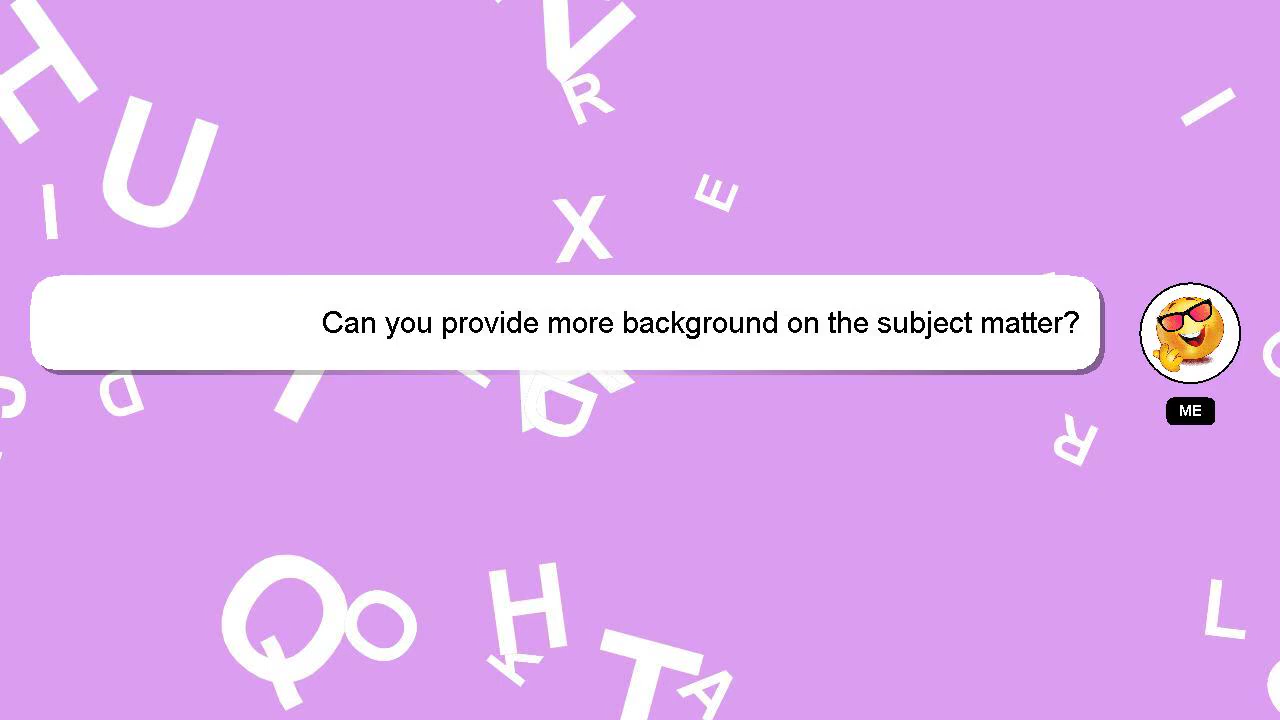 Can you provide more background on the subject matter?
ME
H
U
I
V
R
X
E
I
D
R
Q
O
H
K
T
A
L